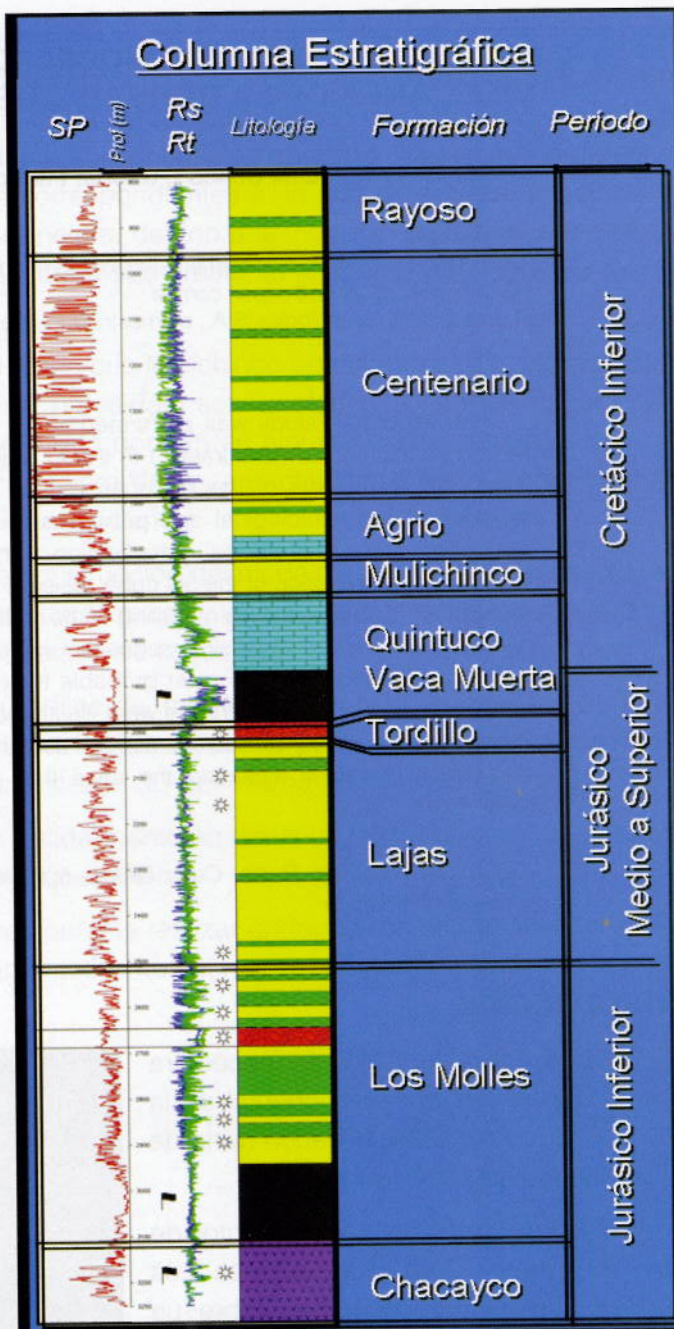 Columna Estratigráfica
SP
Prof (m)
Rs
Rt
Litología
Formación
Período
Rayoso
Centenario
Agrio
Mulichinco
Quintuco
Vaca Muerta
Tordillo
Lajas
Los Molles
Chacayco
Cretácico Inferior
Jurásico
Medio a Superior
Jurásico Inferior